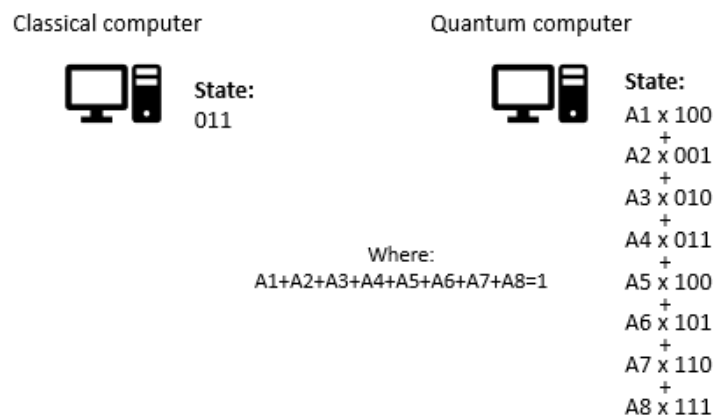 Classical computer
Quantum computer
State:
011
State:
A1 x 100
+
A2 x 001
+
A3 x 010
+
A4 x 011
+
A5 x 100
+
A6 x 101
+
A7 x 110
+
A8 x 111
Where:
A1+A2+A3+A4+A5+A6+A7+A8=1